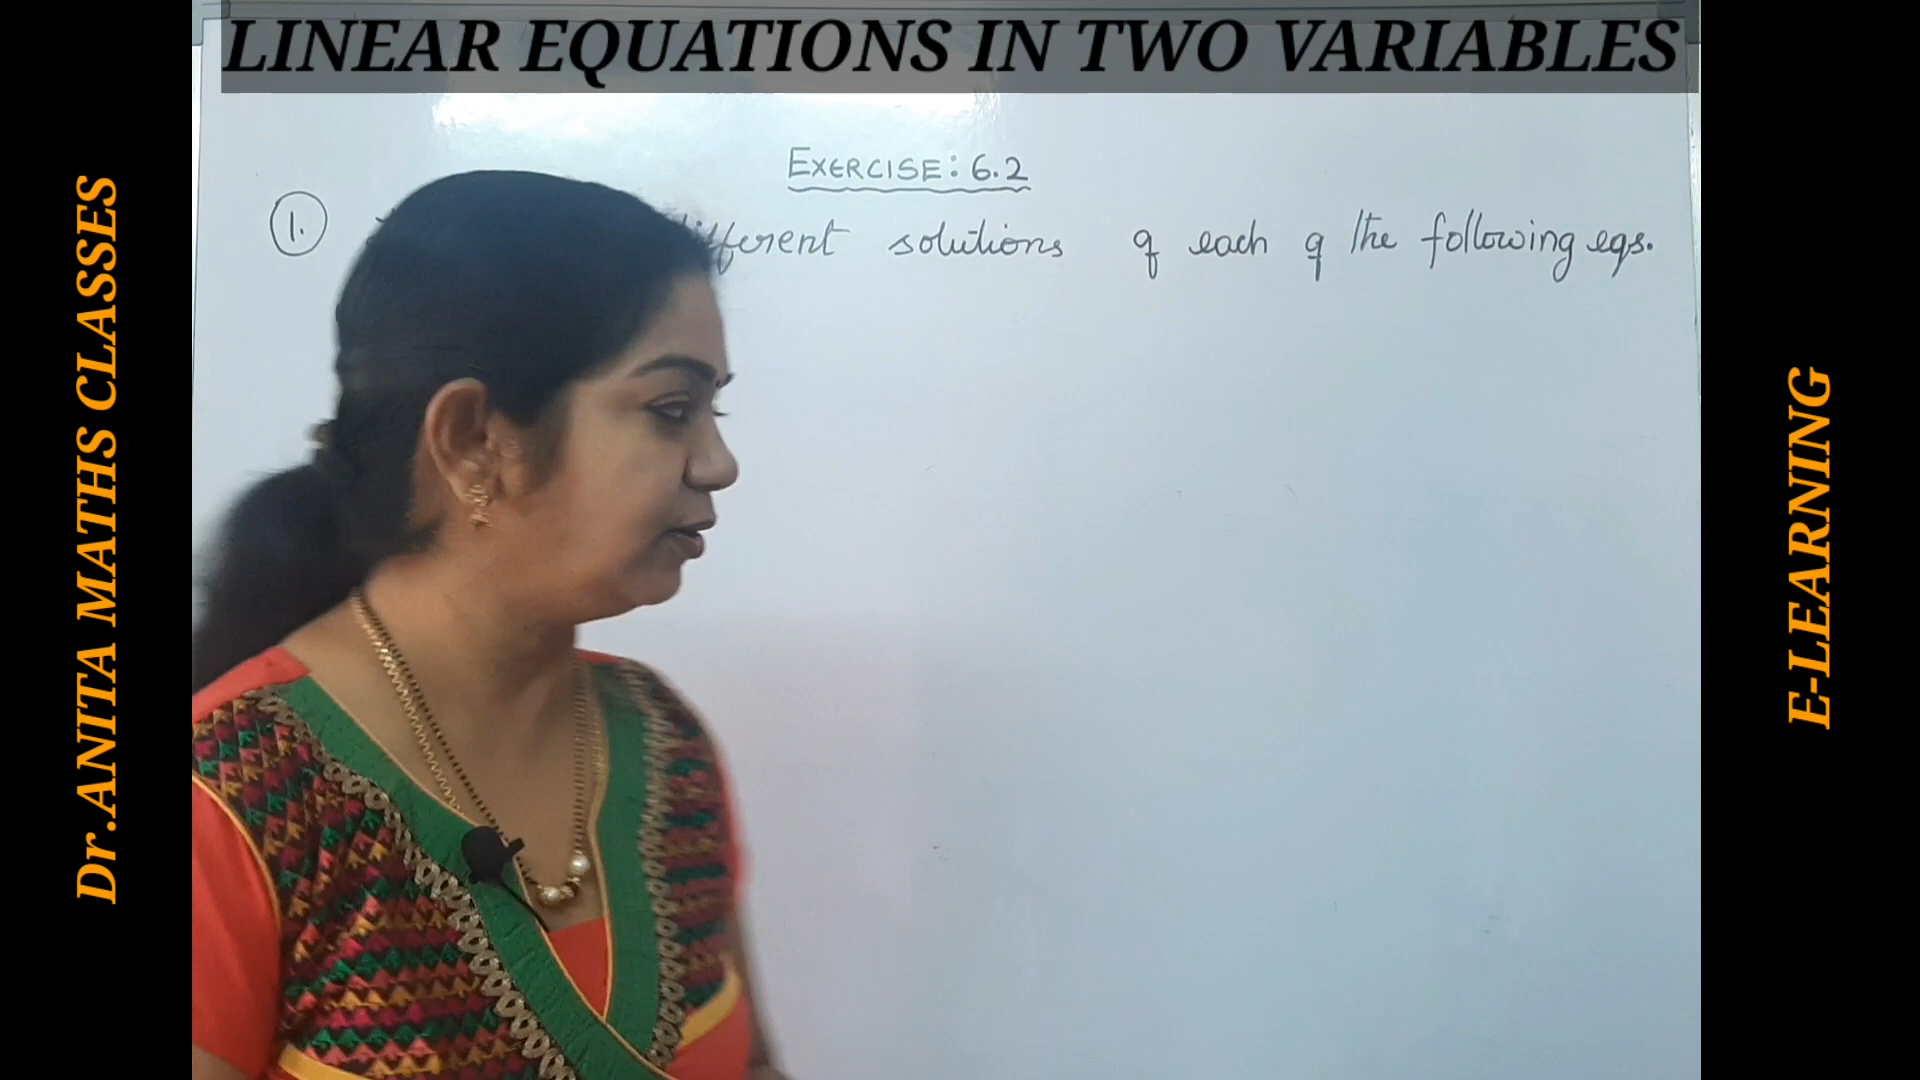 LINEAR EQUATIONS IN TWO VARIABLES
EXERCISE: 6.2
1. different solutions of each of the following eqs.
Dr.ANITA MATHS CLASSES
E-LEARNING